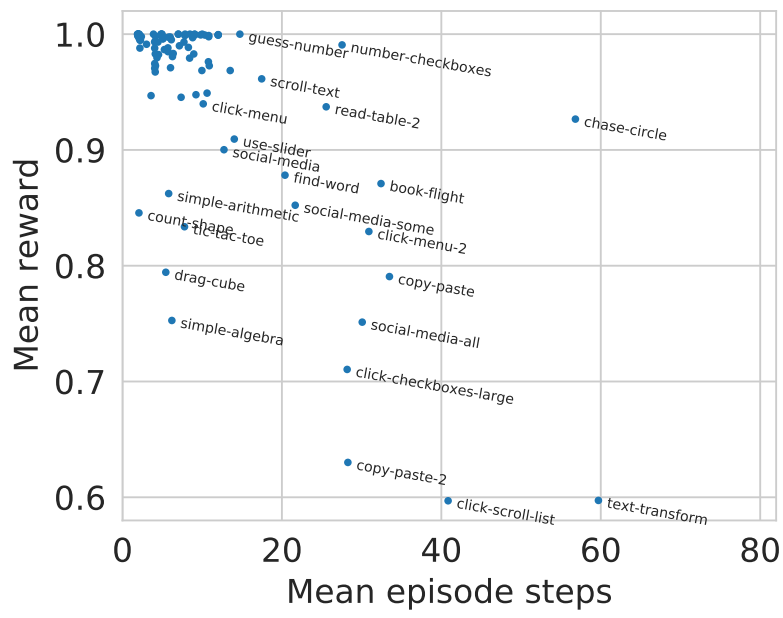 1.0
0.9
0.8
0.7
0.6
Mean reward
guess-number
number-checkboxes
scroll-text
click-menu
read-table-2
chase-circle
use-slider
social-media
find-word
book-flight
simple-arithmetic
social-media-some
count-shape
tic-tac-toe
click-menu-2
drag-cube
copy-paste
simple-algebra
social-media-all
click-checkboxes-large
copy-paste-2
click-scroll-list
text-transform
0 20 40 60 80
Mean episode steps